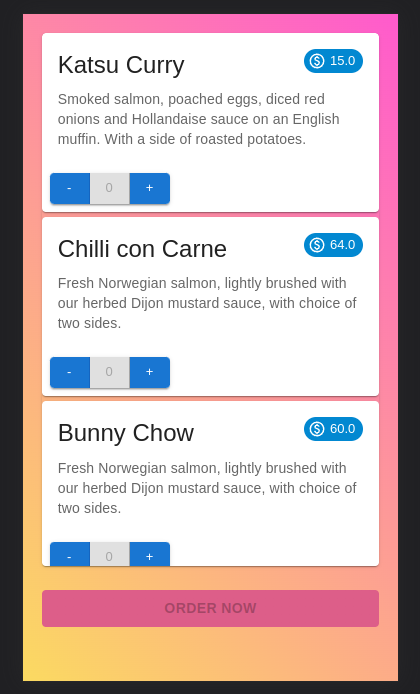 Katsu Curry
$ 15.0
Smoked salmon, poached eggs, diced red
onions and Hollandaise sauce on an English
muffin. With a side of roasted potatoes.
- 0 +
Chilli con Carne
$ 64.0
Fresh Norwegian salmon, lightly brushed with
our herbed Dijon mustard sauce, with choice of
two sides.
- 0 +
Bunny Chow
$ 60.0
Fresh Norwegian salmon, lightly brushed with
our herbed Dijon mustard sauce, with choice of
two sides.
- 0 +
ORDER NOW